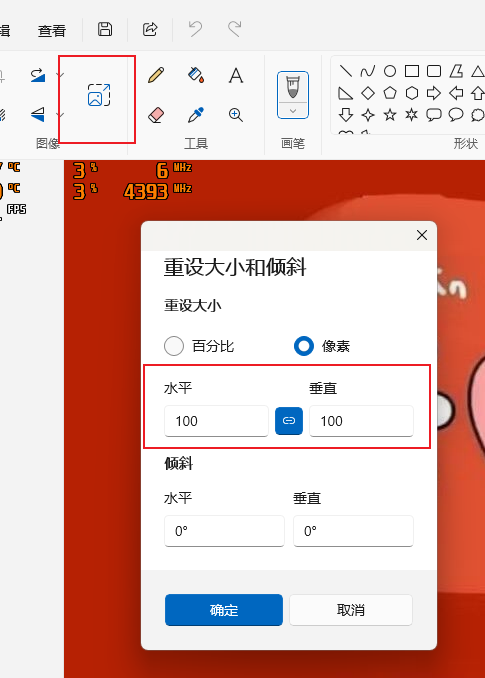 查看
图像
工具
画笔
形状
°C
3 % 6 MHz
°C
3 % 4393 MHz
FPS
重设大小和倾斜
重设大小
百分比 像素
水平 垂直
100 100
倾斜
水平 垂直
0° 0°
确定 取消